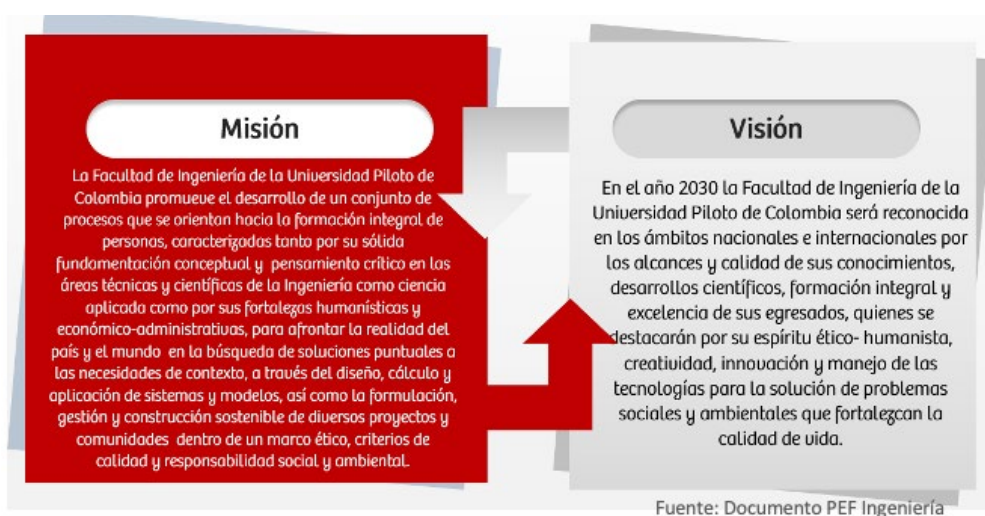 Misión
La Facultad de Ingeniería de la Universidad Piloto de
Colombia promueve el desarrollo de un conjunto de
procesos que se orientan hacia la formación integral de
personas, caracterizadas tanto por su sólida
fundamentación conceptual y pensamiento crítico en las
áreas técnicas y científicas de la Ingeniería como ciencia
aplicada como por sus fortalezas humanísticas y
económico-administrativas, para afrontar la realidad del
país y el mundo en la búsqueda de soluciones puntuales a
las necesidades de contexto, a través del diseño, cálculo y
aplicación de sistemas y modelos, así como la formulación,
gestión y construcción sostenible de diversos proyectos y
comunidades dentro de un marco ético, criterios de
calidad y responsabilidad social y ambiental.
Visión
En el año 2030 la Facultad de Ingeniería de la
Universidad Piloto de Colombia será reconocida
en los ámbitos nacionales e internacionales por
los alcances y calidad de sus conocimientos,
desarrollos científicos, formación integral y
excelencia de sus egresados, quienes se
destacarán por su espíritu ético- humanista,
creatividad, innovación y manejo de las
tecnologías para la solución de problemas
sociales y ambientales que fortalezcan la
calidad de vida.
Fuente: Documento PEF Ingeniería